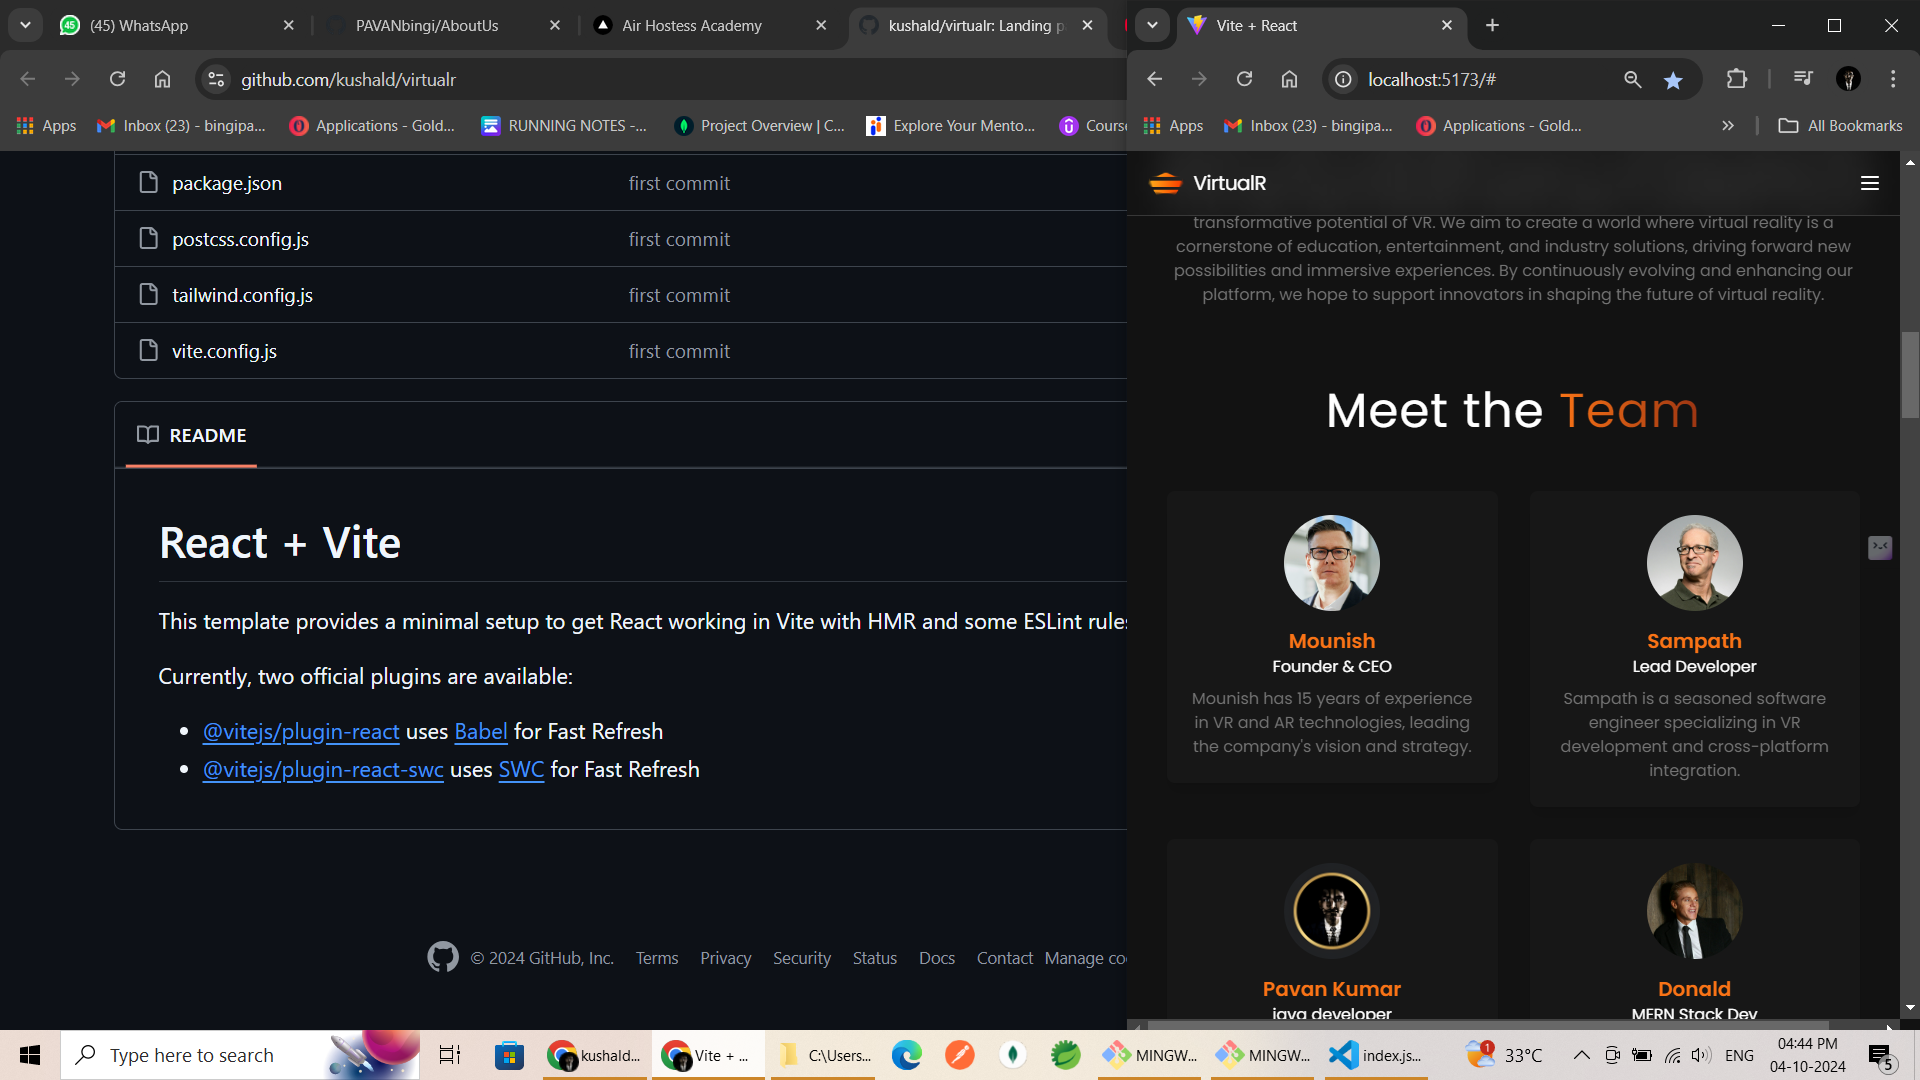 (45) WhatsApp
PAVANbingi/AboutUs
Air Hostess Academy
kushald/virtualr: Landing p
github.com/kushald/virtualr
Apps
Inbox (23) - bingipa...
Applications - Gold...
RUNNING NOTES -...
Project Overview | C...
Explore Your Mento...
Course
package.json first commit
postcss.config.js first commit
tailwind.config.js first commit
vite.config.js first commit
README
React + Vite
This template provides a minimal setup to get React working in Vite with HMR and some ESLint rules
Currently, two official plugins are available:
• @vitejs/plugin-react uses Babel for Fast Refresh
• @vitejs/plugin-react-swc uses SWC for Fast Refresh
© 2024 GitHub, Inc. Terms Privacy Security Status Docs Contact Manage coo
Vite + React
localhost:5173/#
Apps
Inbox (23) - bingipa...
Applications - Gold...
All Bookmarks
VirtualR
transformative potential of VR. We aim to create a world where virtual reality is a
cornerstone of education, entertainment, and industry solutions, driving forward new
possibilities and immersive experiences. By continuously evolving and enhancing our
platform, we hope to support innovators in shaping the future of virtual reality.
Meet the Team
Mounish
Founder & CEO
Mounish has 15 years of experience
in VR and AR technologies, leading
the company's vision and strategy.
Sampath
Lead Developer
Sampath is a seasoned software
engineer specializing in VR
development and cross-platform
integration.
Pavan Kumar
java developer
Donald
MERN Stack Dev
Type here to search
kushald...
Vite + ...
C:\Users...
MINGW...
MINGW...
index.js...
1
33°C
ENG
04:44 PM
04-10-2024
5